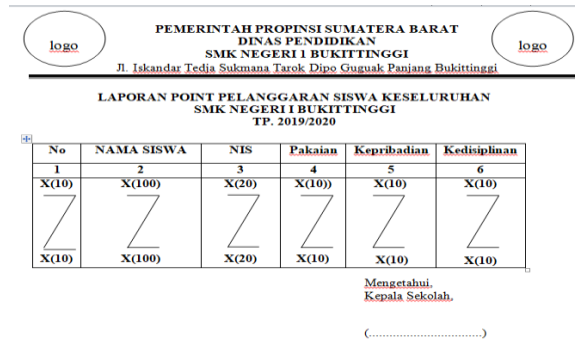 logo
PEMERINTAH PROPINSI SUMATERA BARAT
DINAS PENDIDIKAN
SMK NEGERI 1 BUKITTINGGI
Jl. Iskandar Tedja Sukmana Tarok Dipo Guguak Panjang Bukittinggi
logo
LAPORAN POINT PELANGGARAN SISWA KESELURUHAN
SMK NEGERI I BUKITTINGGI
TP. 2019/2020
No NAMA SISWA NIS Pakaian Kepribadian Kedisiplinan
1 2 3 4 5 6
X(10) X(100) X(20) X(10)) X(10) X(10)
X(10) X(100) X(20) X(10) X(10) X(10)
Mengetahui,
Kepala Sekolah,
(................................)